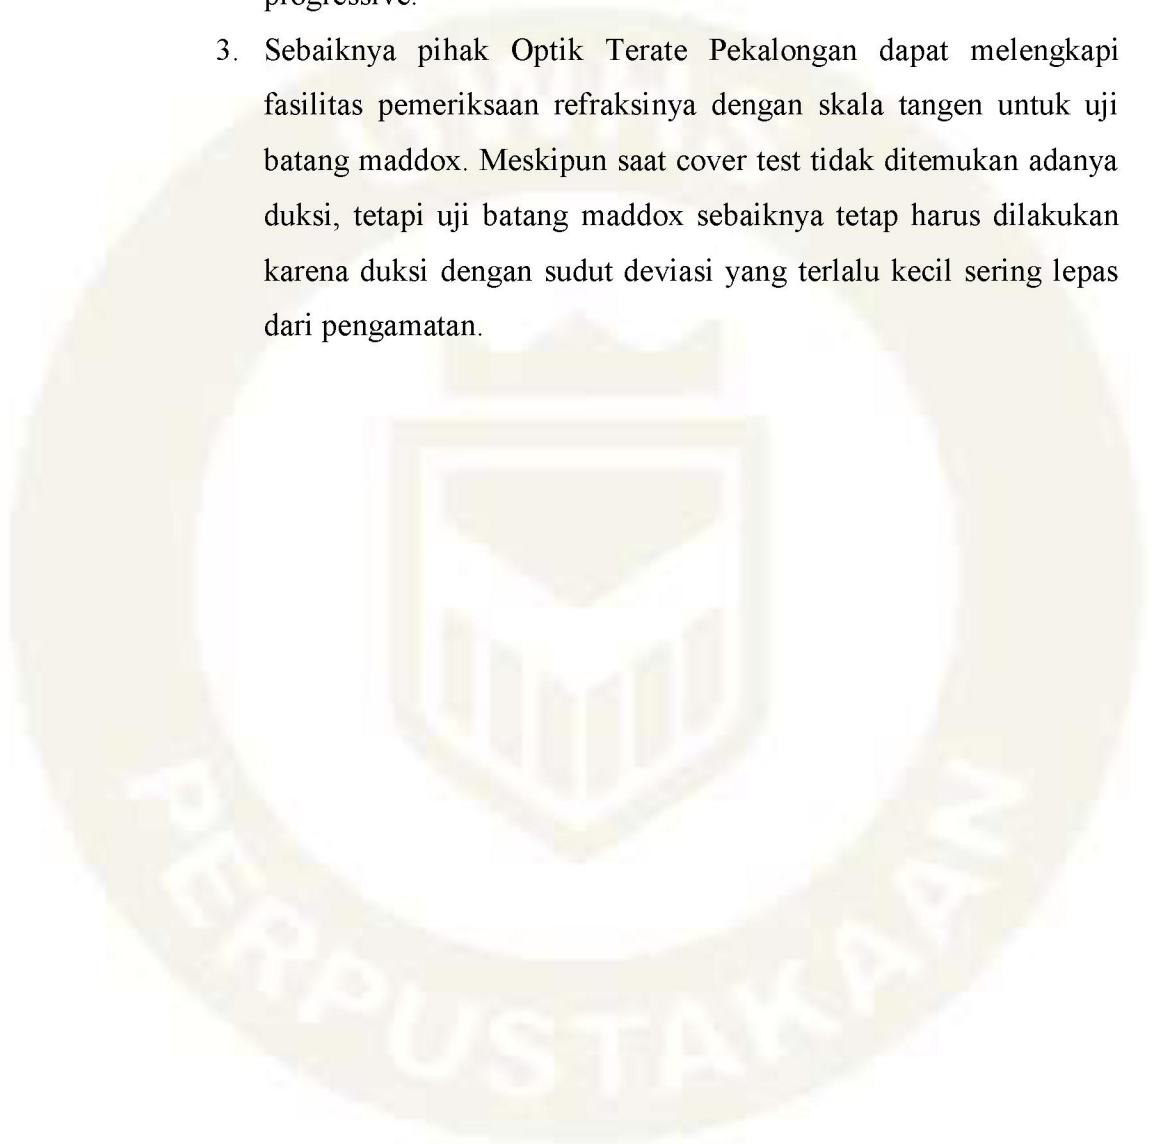 progressive.
3. Sebaiknya pihak Optik Terate Pekalongan dapat melengkapi
fasilitas pemeriksaan refraksinya dengan skala tangen untuk uji
batang maddox. Meskipun saat cover test tidak ditemukan adanya
duksi, tetapi uji batang maddox sebaiknya tetap harus dilakukan
karena duksi dengan sudut deviasi yang terlalu kecil sering lepas
dari pengamatan.
PERPUSTAKAAN